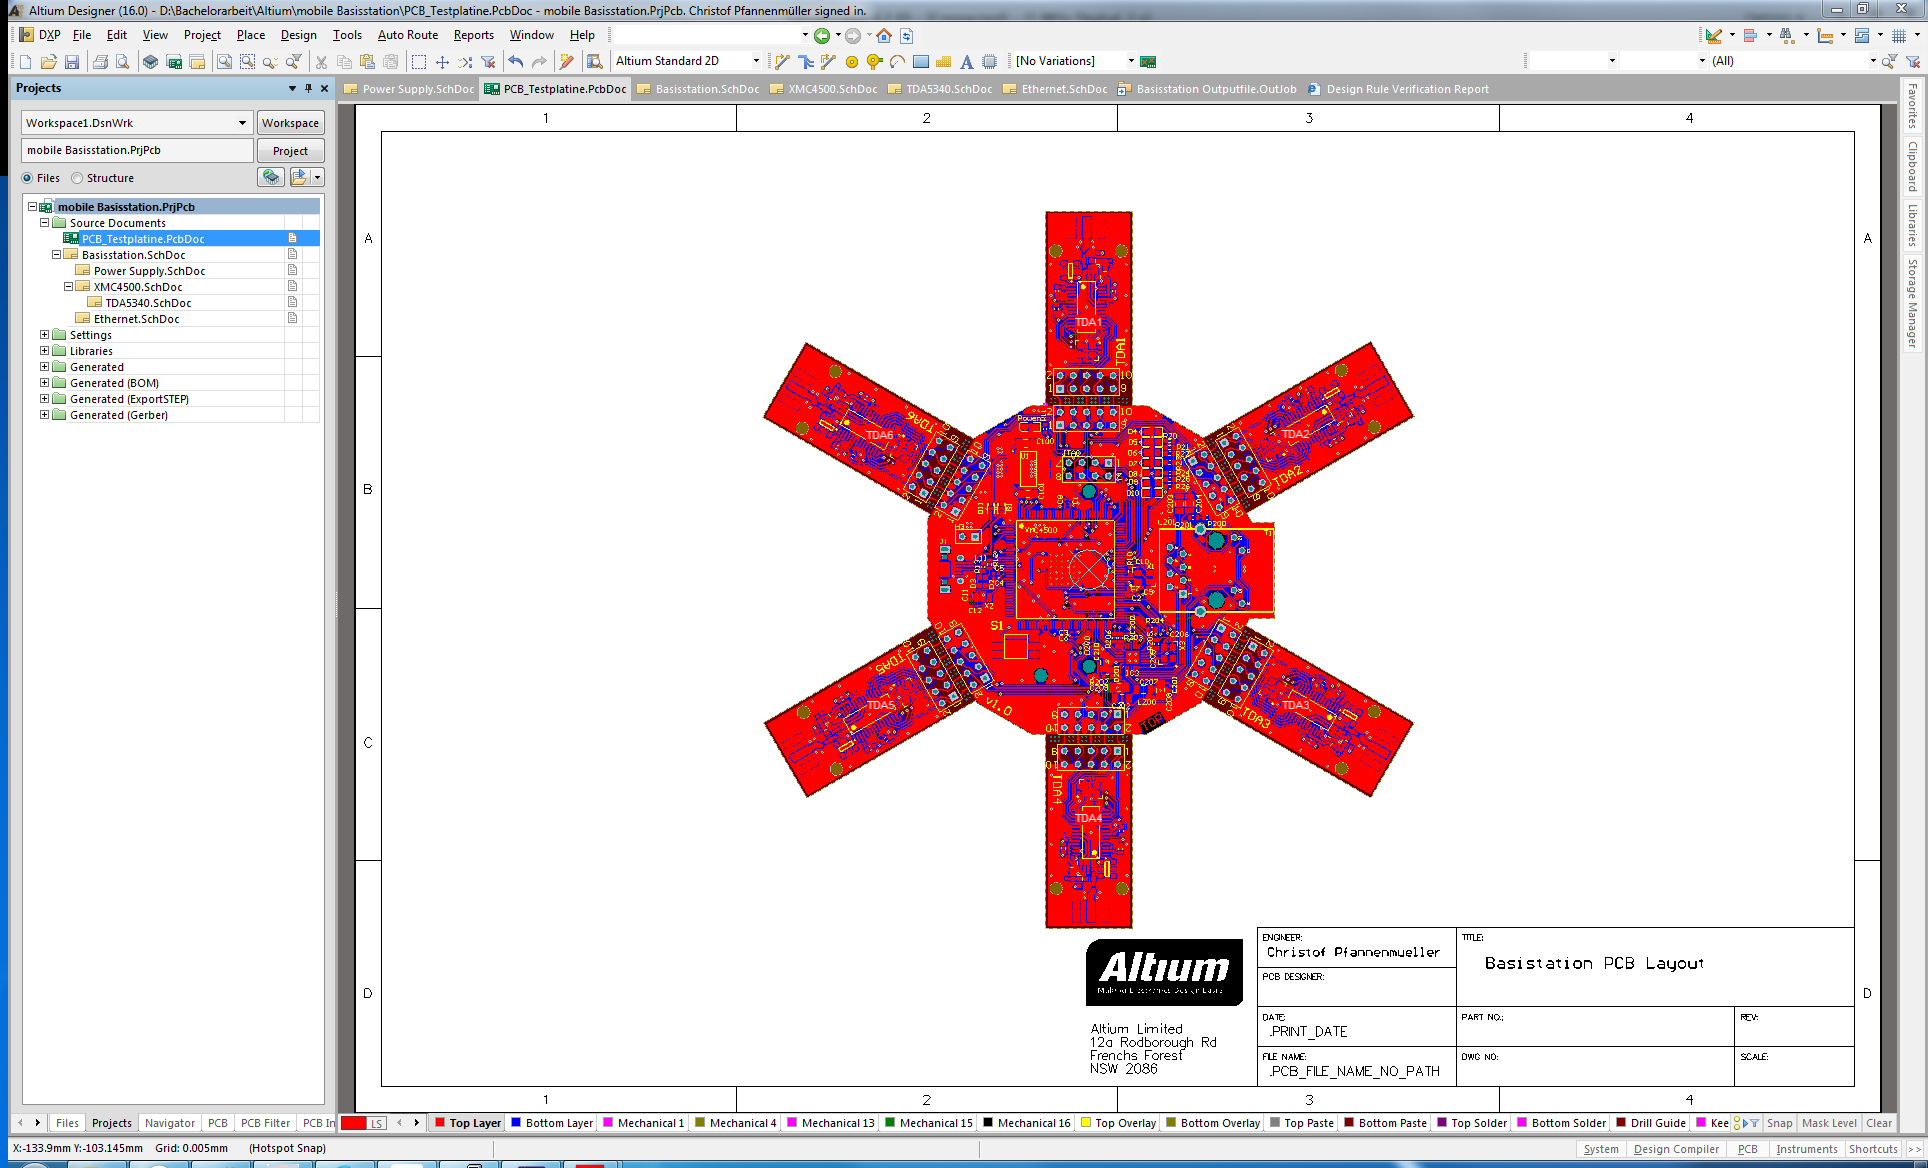 Altium Designer (16.0) - D:\Bachelorarbeit\Altium\mobile Basisstation\PCB_Testplatine.PcbDoc - mobile Basisstation.PrjPcb. Christof Pfannenmüller signed in.
DXP File Edit View Project Place Design Tools Auto Route Reports Window Help
Altium Standard 2D [No Variations] (All)
Projects
Power Supply.SchDoc PCB_Testplatine.PcbDoc Basisstation.SchDoc XMC4500.SchDoc TDA5340.SchDoc Ethernet.SchDoc Basisstation Outputfile.OutJob Design Rule Verification Report
Workspace1.DsnWrk Workspace
mobile Basisstation.PrjPcb Project
Files Structure
mobile Basisstation.PrjPcb
Source Documents
PCB_Testplatine.PcbDoc
Basisstation.SchDoc
Power Supply.SchDoc
XMC4500.SchDoc
TDA5340.SchDoc
Ethernet.SchDoc
Settings
Libraries
Generated
Generated (BOM)
Generated (ExportSTEP)
Generated (Gerber)
Favorites
Clipboard
Libraries
Storage Manager
1 2 3 4
A A
B
C
D D
1 2 3 4
TDA1
TDA1
TDA2
TDA2
TDA3
TDA3
TDA4
TDA4
TDA5
TDA5
TDA6
TDA6
XMC4500
S1
v1.0
TOP
Altium
Altium Limited
12a Rodborough Rd
Frenchs Forest
NSW 2086
ENGINEER:
Christof Pfannenmueller
PCB DESIGNER:
DATE:
.PRINT_DATE
FILE NAME:
.PCB_FILE_NAME_NO_PATH
TITLE:
Basistation PCB Layout
PART NO.:
REV:
DWG NO:
SCALE:
Files Projects Navigator PCB PCB Filter PCB In
LS Top Layer Bottom Layer Mechanical 1 Mechanical 4 Mechanical 13 Mechanical 15 Mechanical 16 Top Overlay Bottom Overlay Top Paste Bottom Paste Top Solder Bottom Solder Drill Guide Kee Snap Mask Level Clear
X:-133.9mm Y:-103.145mm Grid: 0.005mm (Hotspot Snap)
System Design Compiler PCB Instruments Shortcuts >>